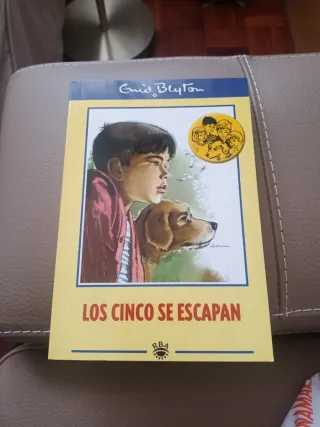 Enid Blyton
LOS CINCO SE ESCAPAN
RBA